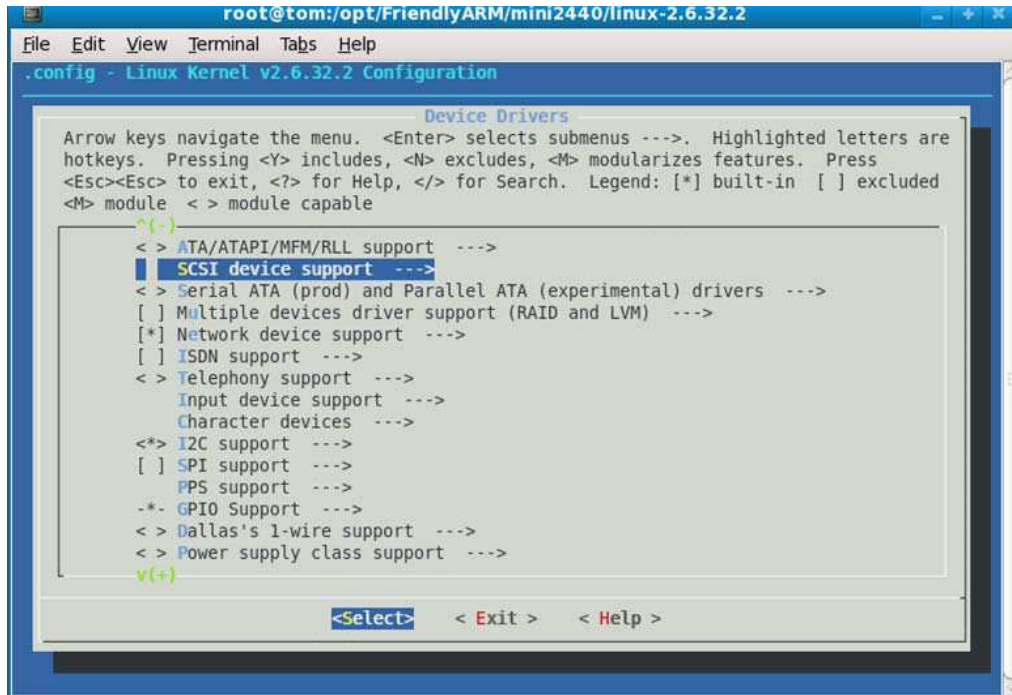 root@tom:/opt/FriendlyARM/mini2440/linux-2.6.32.2
File Edit View Terminal Tabs Help
.config - Linux Kernel v2.6.32.2 Configuration
Device Drivers
Arrow keys navigate the menu. <Enter> selects submenus --->. Highlighted letters are
hotkeys. Pressing <Y> includes, <N> excludes, <M> modularizes features. Press
<Esc><Esc> to exit, <?> for Help, </> for Search. Legend: [*] built-in [ ] excluded
<M> module < > module capable
^(-)
< > ATA/ATAPI/MFM/RLL support --->
SCSI device support --->
< > Serial ATA (prod) and Parallel ATA (experimental) drivers --->
[ ] Multiple devices driver support (RAID and LVM) --->
[*] Network device support --->
[ ] ISDN support --->
< > Telephony support --->
Input device support --->
Character devices --->
<*> I2C support --->
[ ] SPI support --->
PPS support --->
-*- GPIO Support --->
< > Dallas's 1-wire support --->
< > Power supply class support --->
v(+)
<Select> < Exit > < Help >